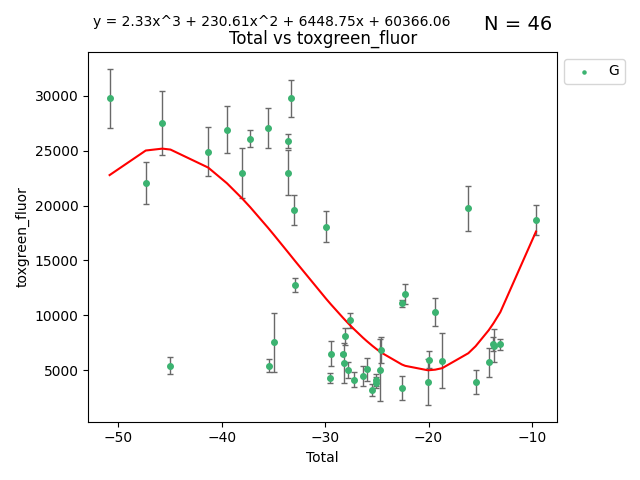 y = 2.33x^3 + 230.61x^2 + 6448.75x + 60366.06
N = 46
Total vs toxgreen_fluor
G
30000
25000
20000
15000
10000
5000
toxgreen_fluor
−50
−40
−30
−20
−10
Total